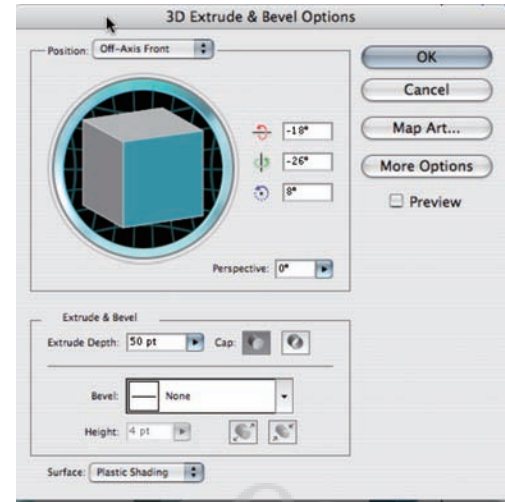 3D Extrude & Bevel Options
Position: Off-Axis Front
OK
Cancel
Map Art...
More Options
Preview
-18°
-26°
8°
Perspective: 0°
Extrude & Bevel
Extrude Depth: 50 pt
Cap:
Bevel: None
Height: 4 pt
Surface: Plastic Shading